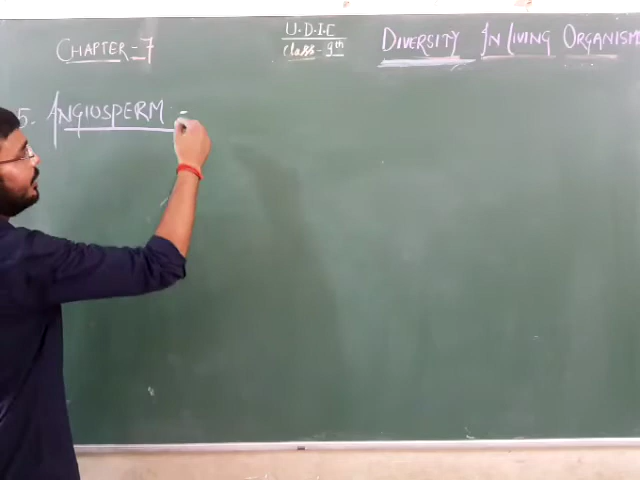 CHAPTER-7
U.D.I.C
Class-9th
DIVERSITY IN LIVING ORGANISM
5. ANGIOSPERM :-